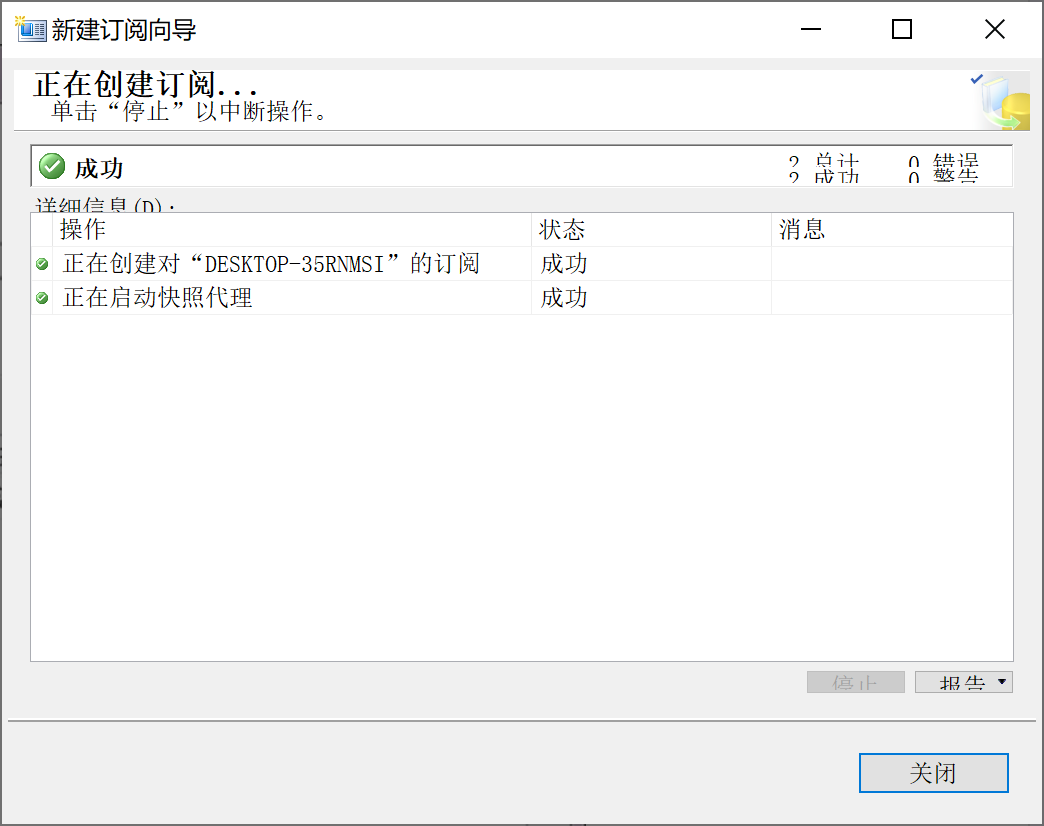 新建订阅向导
正在创建订阅...
单击“停止”以中断操作。
成功
2 总计 0 错误
2 成功 0 警告
详细信息(D):
操作 状态 消息
正在创建对“DESKTOP-35RNMSI”的订阅 成功
正在启动快照代理 成功
停止 报告
关闭